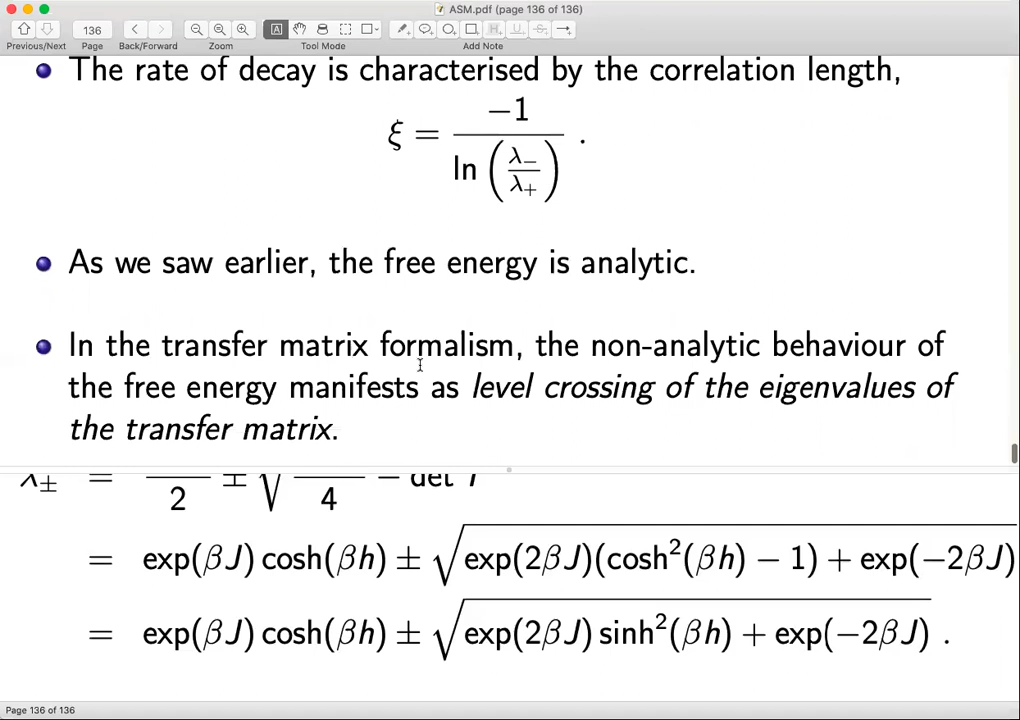 ASM.pdf (page 136 of 136)
136
Previous/Next Page Back/Forward Zoom Tool Mode Add Note
The rate of decay is characterised by the correlation length,
ξ = −1 / ln (λ₋ / λ₊) .
As we saw earlier, the free energy is analytic.
In the transfer matrix formalism, the non-analytic behaviour of
the free energy manifests as level crossing of the eigenvalues of
the transfer matrix.
λ± = / 2 ± √ / 4 − det T
= exp(βJ) cosh(βh) ± √exp(2βJ)(cosh²(βh) − 1) + exp(−2βJ)
= exp(βJ) cosh(βh) ± √exp(2βJ) sinh²(βh) + exp(−2βJ) .
Page 136 of 136